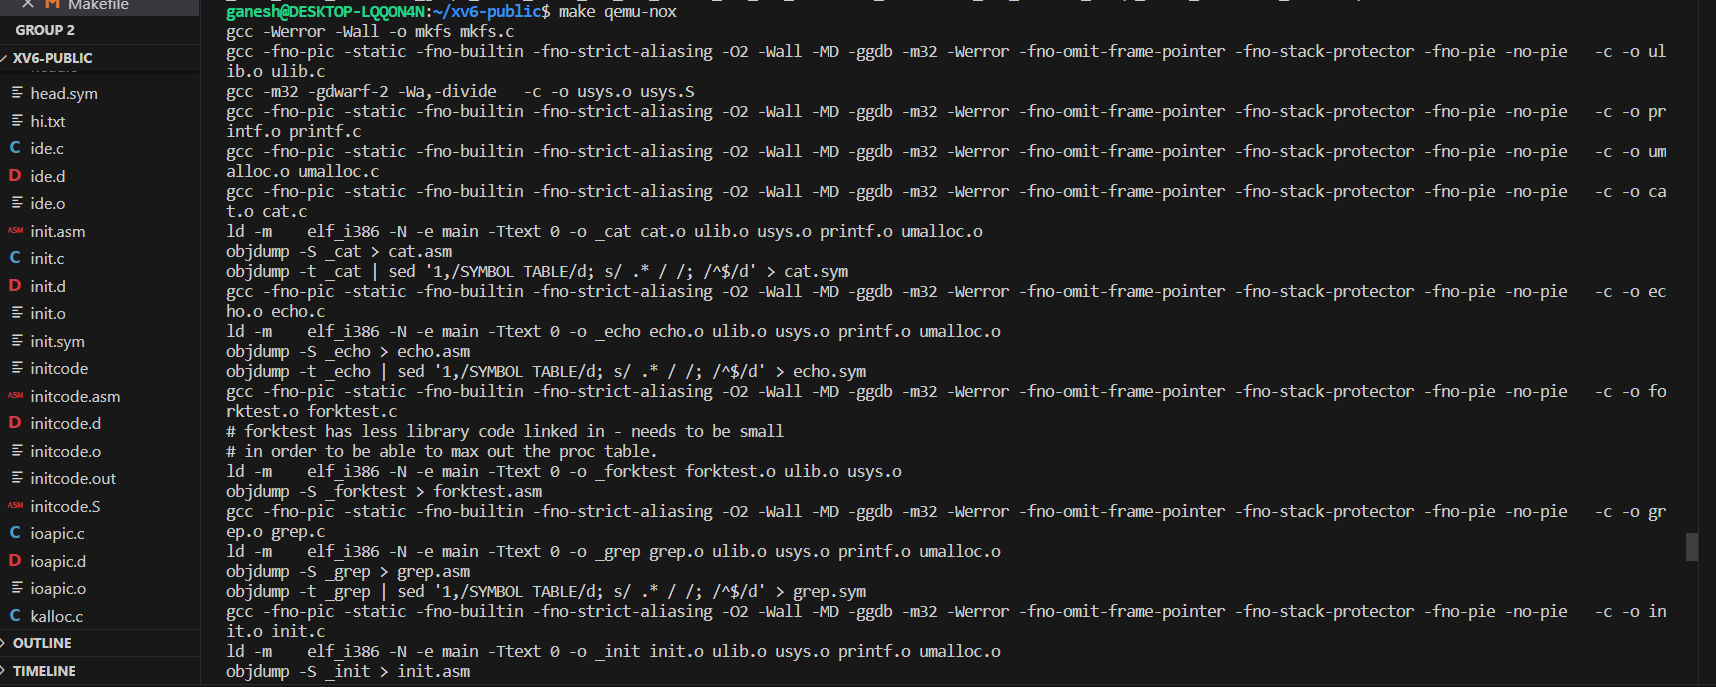 Makefile
GROUP 2
XV6-PUBLIC
head.sym
hi.txt
C ide.c
D ide.d
ide.o
ASM init.asm
C init.c
D init.d
init.o
init.sym
initcode
ASM initcode.asm
D initcode.d
initcode.o
initcode.out
ASM initcode.S
C ioapic.c
D ioapic.d
ioapic.o
C kalloc.c
OUTLINE
TIMELINE
ganesh@DESKTOP-LQQON4N:~/xv6-public$ make qemu-nox
gcc -Werror -Wall -o mkfs mkfs.c
gcc -fno-pic -static -fno-builtin -fno-strict-aliasing -O2 -Wall -MD -ggdb -m32 -Werror -fno-omit-frame-pointer -fno-stack-protector -fno-pie -no-pie   -c -o ul
ib.o ulib.c
gcc -m32 -gdwarf-2 -Wa,-divide   -c -o usys.o usys.S
gcc -fno-pic -static -fno-builtin -fno-strict-aliasing -O2 -Wall -MD -ggdb -m32 -Werror -fno-omit-frame-pointer -fno-stack-protector -fno-pie -no-pie   -c -o pr
intf.o printf.c
gcc -fno-pic -static -fno-builtin -fno-strict-aliasing -O2 -Wall -MD -ggdb -m32 -Werror -fno-omit-frame-pointer -fno-stack-protector -fno-pie -no-pie   -c -o um
alloc.o umalloc.c
gcc -fno-pic -static -fno-builtin -fno-strict-aliasing -O2 -Wall -MD -ggdb -m32 -Werror -fno-omit-frame-pointer -fno-stack-protector -fno-pie -no-pie   -c -o ca
t.o cat.c
ld -m    elf_i386 -N -e main -Ttext 0 -o _cat cat.o ulib.o usys.o printf.o umalloc.o
objdump -S _cat > cat.asm
objdump -t _cat | sed '1,/SYMBOL TABLE/d; s/ .* / /; /^$/d' > cat.sym
gcc -fno-pic -static -fno-builtin -fno-strict-aliasing -O2 -Wall -MD -ggdb -m32 -Werror -fno-omit-frame-pointer -fno-stack-protector -fno-pie -no-pie   -c -o ec
ho.o echo.c
ld -m    elf_i386 -N -e main -Ttext 0 -o _echo echo.o ulib.o usys.o printf.o umalloc.o
objdump -S _echo > echo.asm
objdump -t _echo | sed '1,/SYMBOL TABLE/d; s/ .* / /; /^$/d' > echo.sym
gcc -fno-pic -static -fno-builtin -fno-strict-aliasing -O2 -Wall -MD -ggdb -m32 -Werror -fno-omit-frame-pointer -fno-stack-protector -fno-pie -no-pie   -c -o fo
rktest.o forktest.c
# forktest has less library code linked in - needs to be small
# in order to be able to max out the proc table.
ld -m    elf_i386 -N -e main -Ttext 0 -o _forktest forktest.o ulib.o usys.o
objdump -S _forktest > forktest.asm
gcc -fno-pic -static -fno-builtin -fno-strict-aliasing -O2 -Wall -MD -ggdb -m32 -Werror -fno-omit-frame-pointer -fno-stack-protector -fno-pie -no-pie   -c -o gr
ep.o grep.c
ld -m    elf_i386 -N -e main -Ttext 0 -o _grep grep.o ulib.o usys.o printf.o umalloc.o
objdump -S _grep > grep.asm
objdump -t _grep | sed '1,/SYMBOL TABLE/d; s/ .* / /; /^$/d' > grep.sym
gcc -fno-pic -static -fno-builtin -fno-strict-aliasing -O2 -Wall -MD -ggdb -m32 -Werror -fno-omit-frame-pointer -fno-stack-protector -fno-pie -no-pie   -c -o in
it.o init.c
ld -m    elf_i386 -N -e main -Ttext 0 -o _init init.o ulib.o usys.o printf.o umalloc.o
objdump -S _init > init.asm